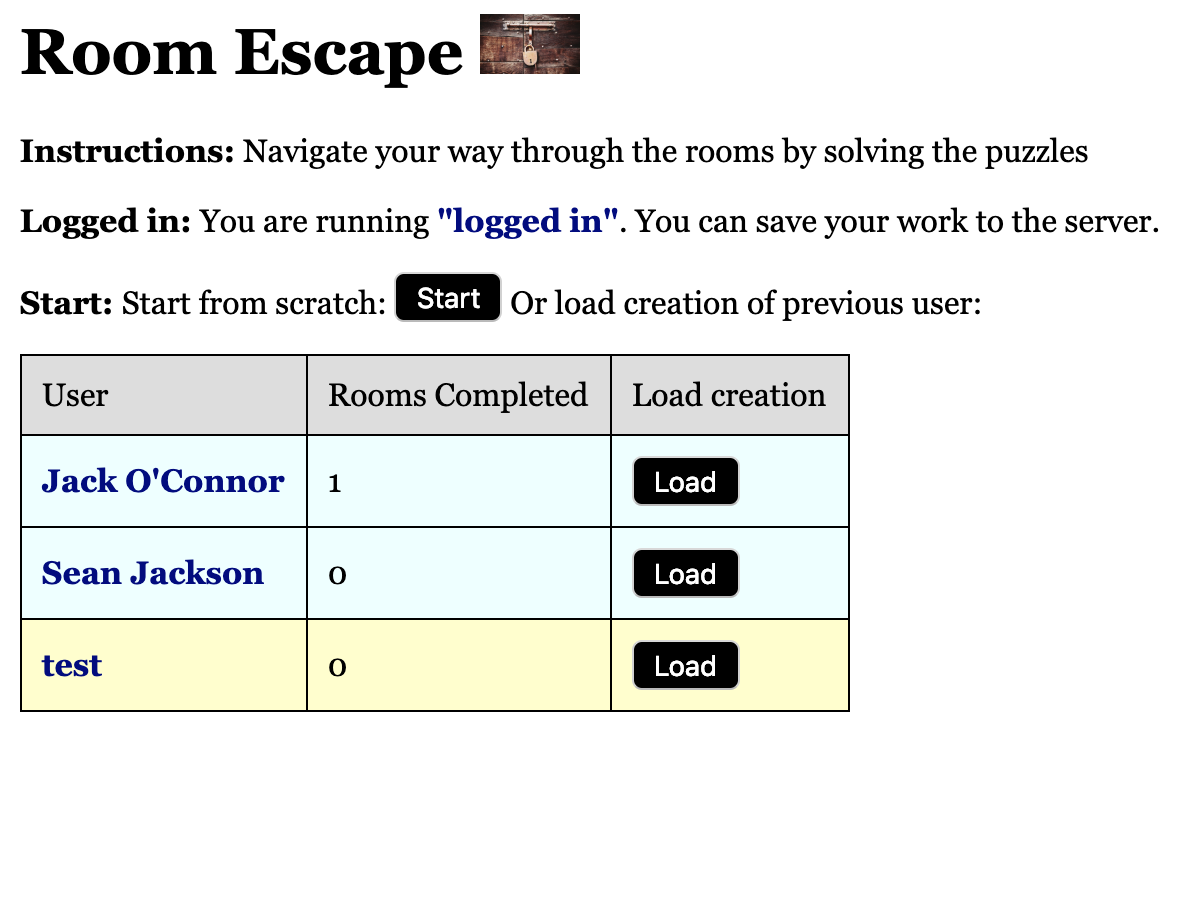 Room Escape
Instructions: Navigate your way through the rooms by solving the puzzles
Logged in: You are running "logged in". You can save your work to the server.
Start: Start from scratch: Start Or load creation of previous user:
User Rooms Completed Load creation
Jack O'Connor 1 Load
Sean Jackson 0 Load
test 0 Load